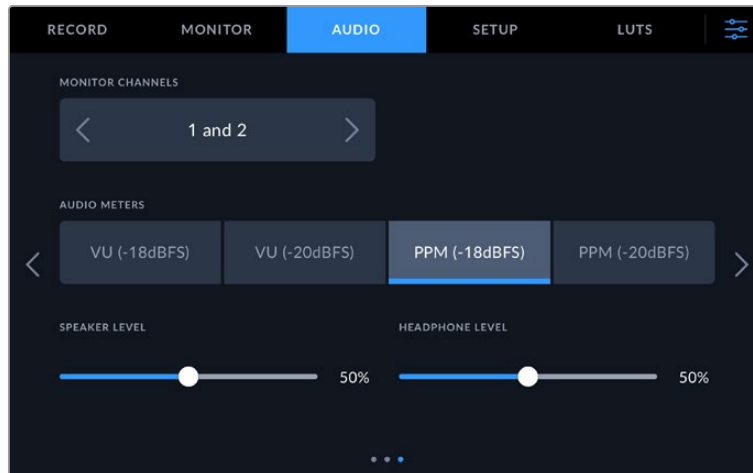 RECORD MONITOR AUDIO SETUP LUTS
MONITOR CHANNELS
1 and 2
AUDIO METERS
VU (-18dBFS) VU (-20dBFS) PPM (-18dBFS) PPM (-20dBFS)
SPEAKER LEVEL HEADPHONE LEVEL
50% 50%